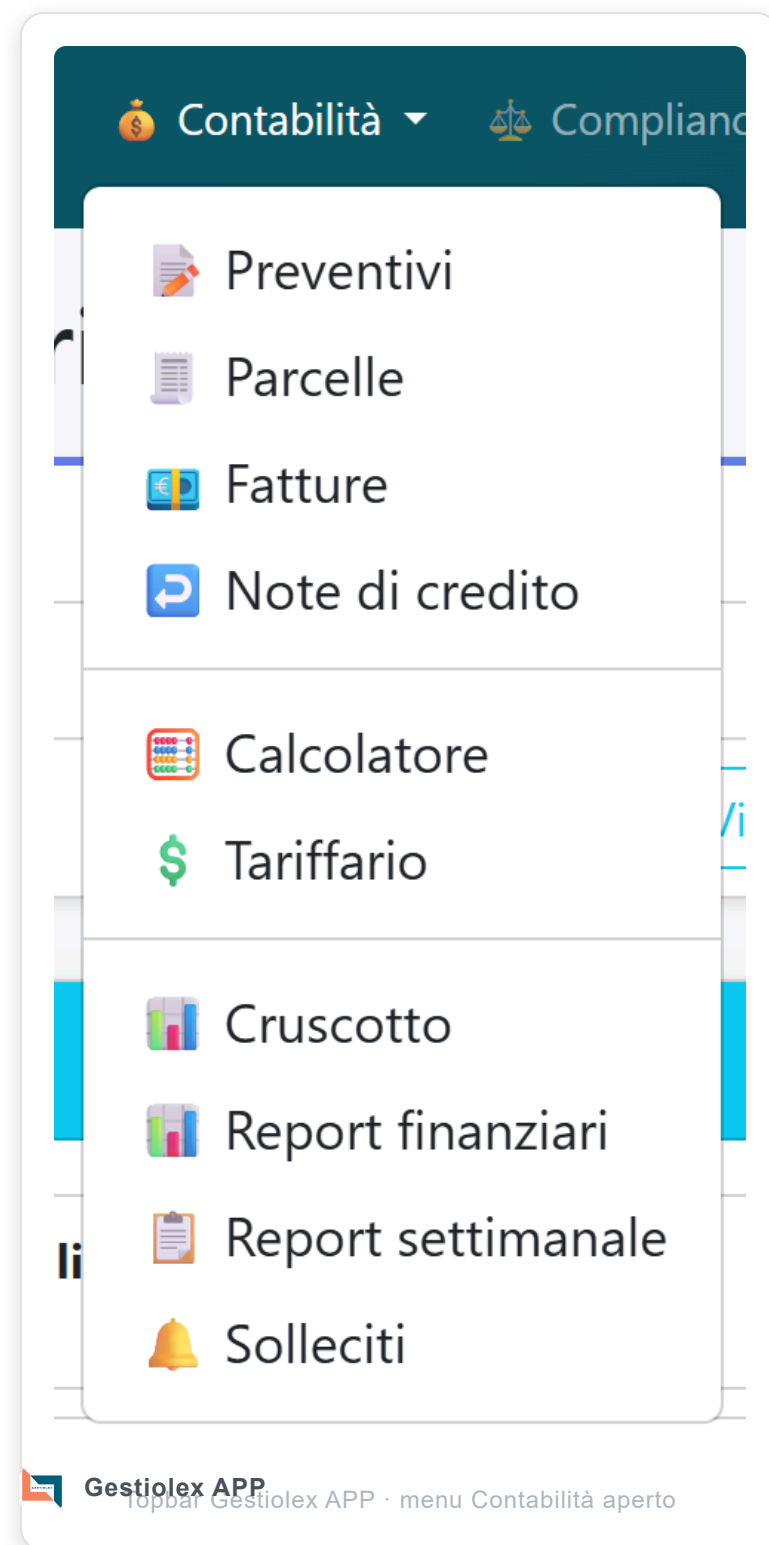 Contabilità
Preventivi
Parcelle
Fatture
Note di credito
Calcolatore
Tariffario
Cruscotto
Report finanziari
Report settimanale
Solleciti
Gestiolex APP
Topbar Gestiolex APP · menu Contabilità aperto